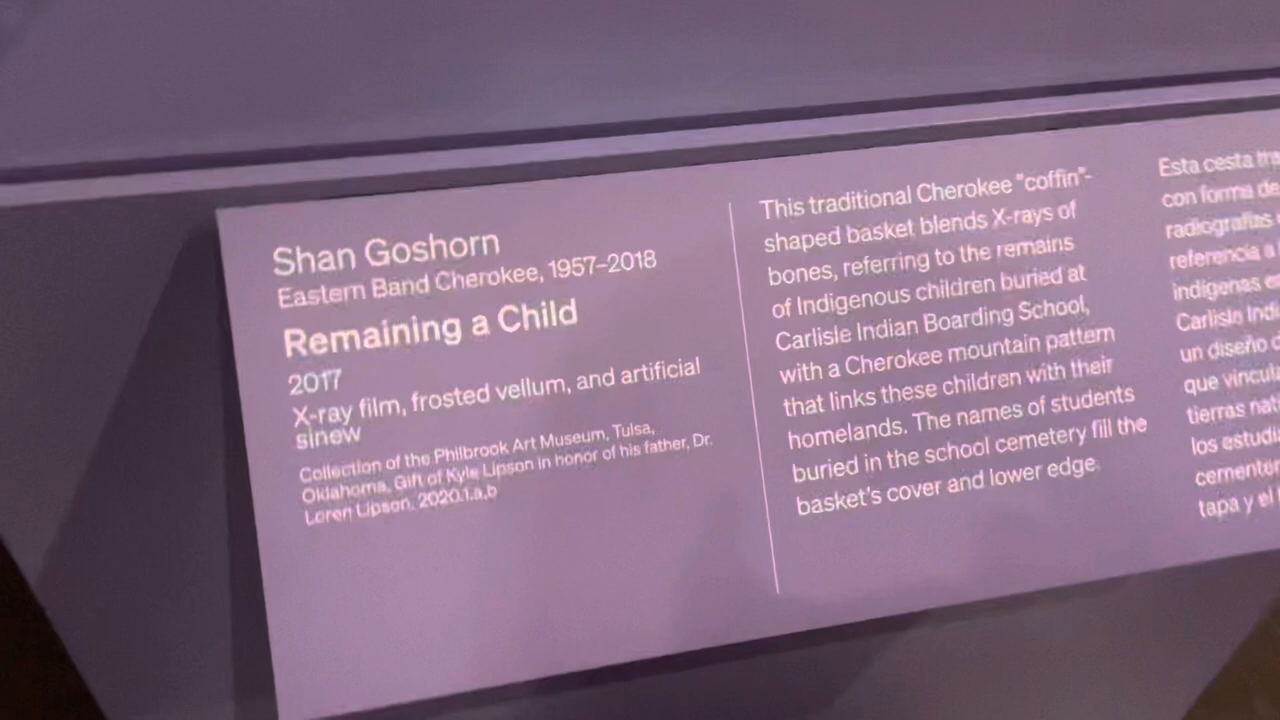 Shan Goshorn
Eastern Band Cherokee, 1957–2018
Remaining a Child
2017
X-ray film, frosted vellum, and artificial
sinew
Collection of the Philbrook Art Museum, Tulsa,
Oklahoma, Gift of Kyle Lipson in honor of his father, Dr.
Loren Lipson, 2020.1.a,b
This traditional Cherokee "coffin"-
shaped basket blends X-rays of
bones, referring to the remains
of Indigenous children buried at
Carlisle Indian Boarding School,
with a Cherokee mountain pattern
that links these children with their
homelands. The names of students
buried in the school cemetery fill the
basket's cover and lower edge.
Esta cesta
con forma de
radiografías
referencia a
indígenas
Carlisle
un diseño
que
tierras
los
tapa y el